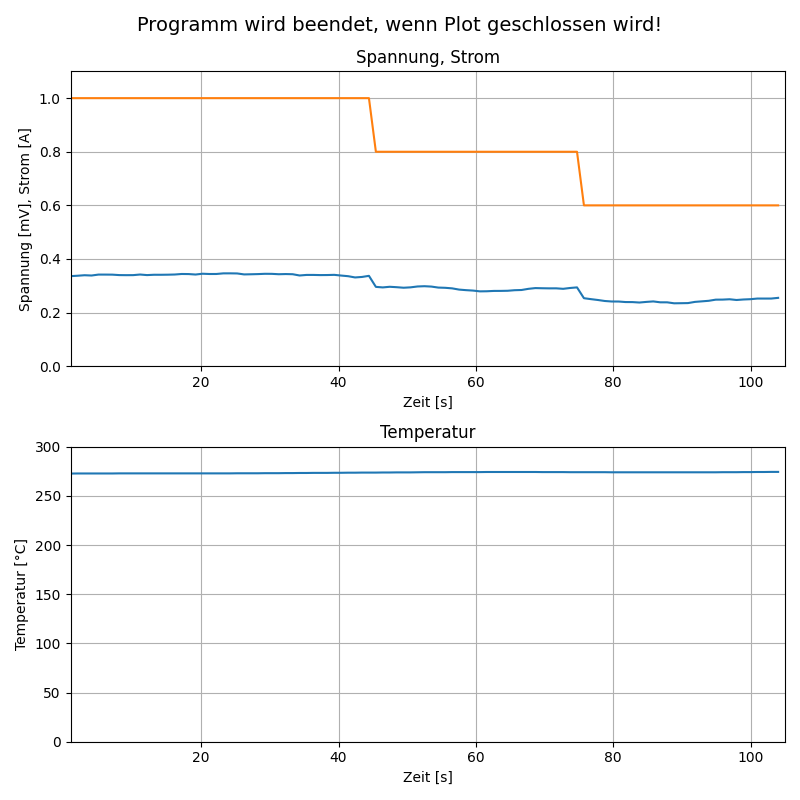 Programm wird beendet, wenn Plot geschlossen wird!
Spannung, Strom
Spannung [mV], Strom [A]
1.0
0.8
0.6
0.4
0.2
0.0
20 40 60 80 100
Zeit [s]
Temperatur
Temperatur [°C]
300
250
200
150
100
50
0
20 40 60 80 100
Zeit [s]